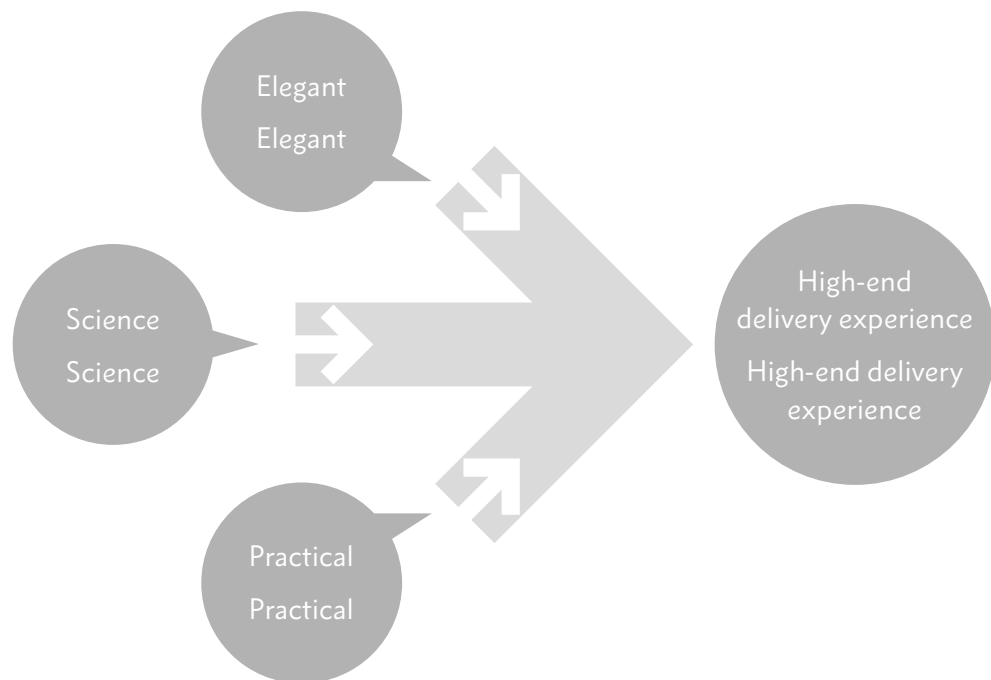 Elegant
Elegant
Science
Science
High-end
delivery experience
High-end delivery
experience
Practical
Practical